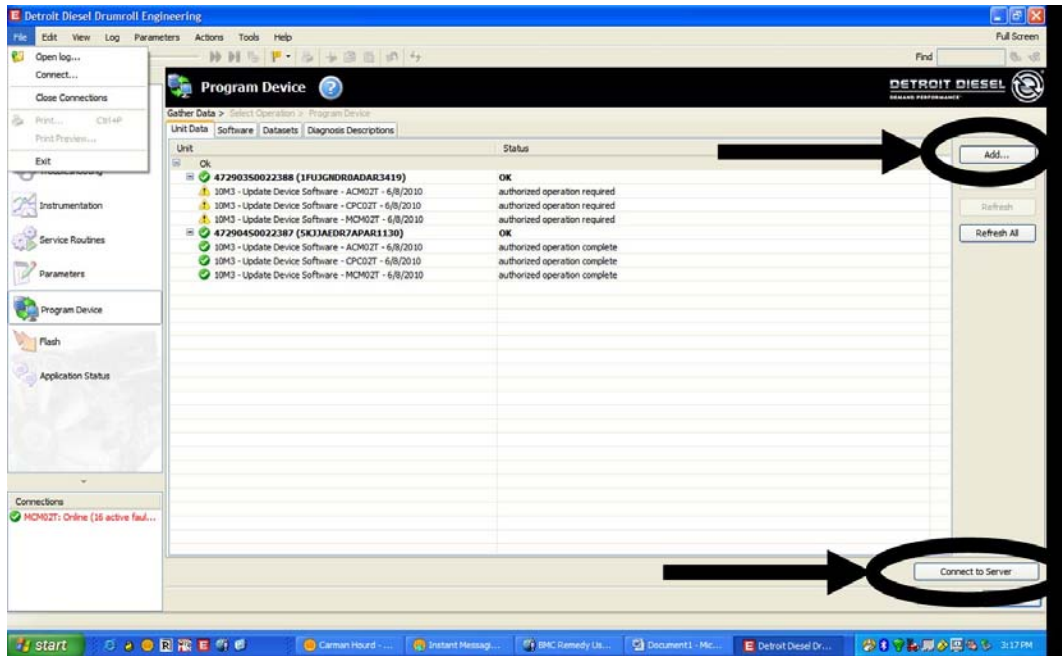 Detroit Diesel Drumroll Engineering
File Edit View Log Parameters Actions Tools Help
Full Screen
Open log...
Connect...
Close Connections
Print... Ctrl+P
Print Preview...
Exit
Find
Program Device
DETROIT DIESEL
DEMAND PERFORMANCE
Gather Data > Select Operation > Program Device
Unit Data Software Datasets Diagnosis Descriptions
Unit Status
Ok
47290350022388 (1FUJGNDR0ADAR3419) OK
10M3 - Update Device Software - ACM02T - 6/8/2010 authorized operation required
10M3 - Update Device Software - CPC02T - 6/8/2010 authorized operation required
10M3 - Update Device Software - MCM02T - 6/8/2010 authorized operation required
47290450022387 (5KJJAEDR7APAR1130) OK
10M3 - Update Device Software - ACM02T - 6/8/2010 authorized operation complete
10M3 - Update Device Software - CPC02T - 6/8/2010 authorized operation complete
10M3 - Update Device Software - MCM02T - 6/8/2010 authorized operation complete
Add...
Refresh
Refresh All
Instrumentation
Service Routines
Parameters
Program Device
Flash
Application Status
Connections
MCM02T: Online (16 active faul...
Connect to Server
start
Carman Hourd - ...
Instant Messagi...
BMC Remedy Us...
Document1 - Mic...
Detroit Diesel Dr...
3:17 PM